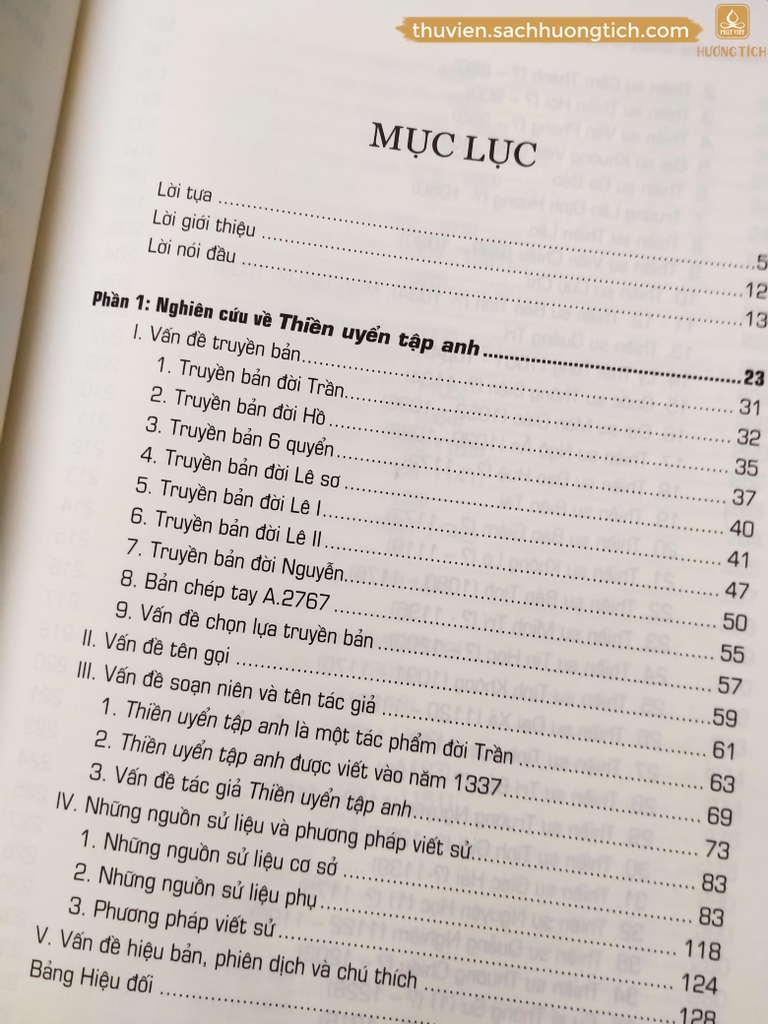 thuvien.sachhuongtich.com
PHẬT VIỆT
HƯƠNG TÍCH
MỤC LỤC
Lời tựa ........ 5
Lời giới thiệu ........ 12
Lời nói đầu ........ 13
Phần 1: Nghiên cứu về Thiền uyển tập anh ........ 23
I. Vấn đề truyền bản ........ 31
1. Truyền bản đời Trần ........ 32
2. Truyền bản đời Hồ ........ 35
3. Truyền bản 6 quyển ........ 37
4. Truyền bản đời Lê sơ ........ 40
5. Truyền bản đời Lê I ........ 41
6. Truyền bản đời Lê II ........ 47
7. Truyền bản đời Nguyễn ........ 50
8. Bản chép tay A.2767 ........ 55
9. Vấn đề chọn lựa truyền bản ........ 57
II. Vấn đề tên gọi ........ 59
III. Vấn đề soạn niên và tên tác giả ........ 61
1. Thiền uyển tập anh là một tác phẩm đời Trần ........ 63
2. Thiền uyển tập anh được viết vào năm 1337 ........ 69
3. Vấn đề tác giả Thiền uyển tập anh ........ 73
IV. Những nguồn sử liệu và phương pháp viết sử ........ 83
1. Những nguồn sử liệu cơ sở ........ 83
2. Những nguồn sử liệu phụ ........ 118
3. Phương pháp viết sử ........ 124
V. Vấn đề hiệu bản, phiên dịch và chú thích ........ 128
Bảng Hiệu đối ........